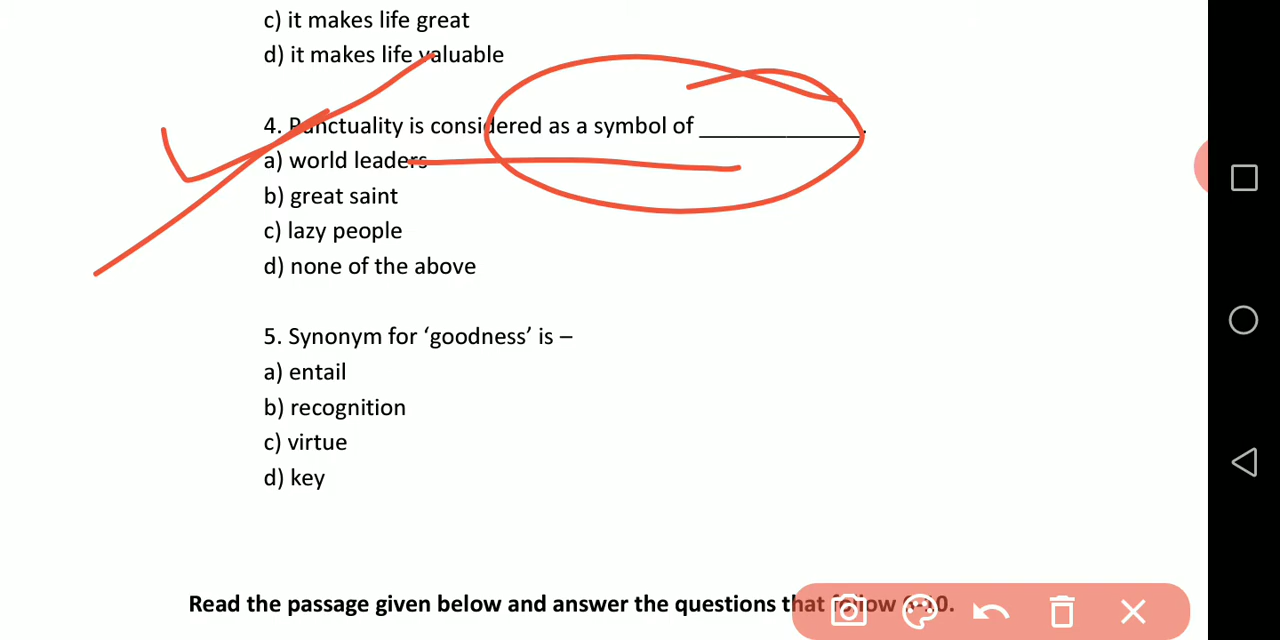 c) it makes life great
d) it makes life valuable
4. Punctuality is considered as a symbol of ______________.
a) world leaders
b) great saint
c) lazy people
d) none of the above
5. Synonym for ‘goodness’ is –
a) entail
b) recognition
c) virtue
d) key
Read the passage given below and answer the questions that follow